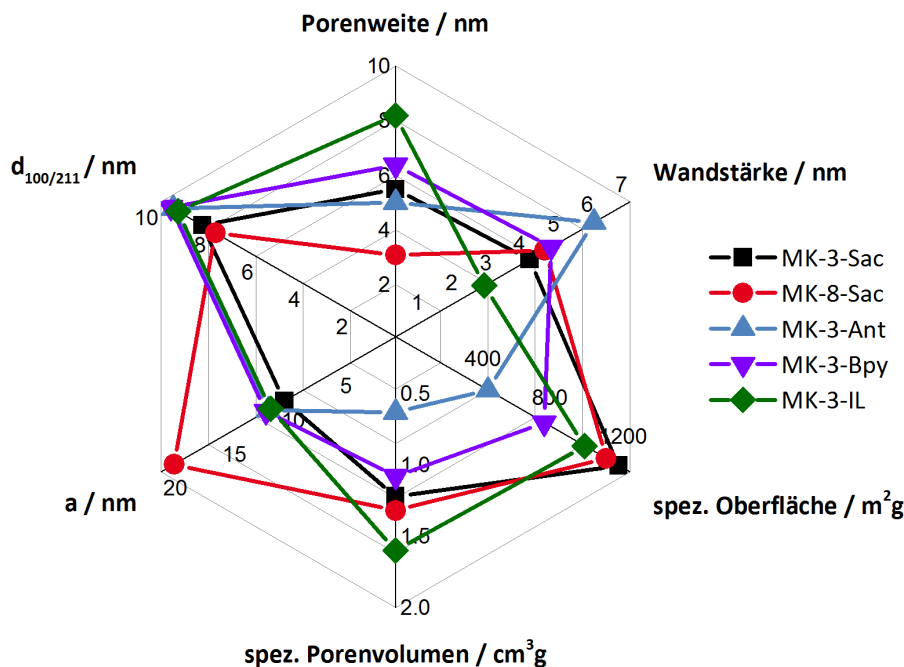 Porenweite / nm
10
8
6
4
2
d100/211 / nm
10
8
6
4
2
Wandstärke / nm
7
6
5
4
3
2
1
MK-3-Sac
MK-8-Sac
MK-3-Ant
MK-3-Bpy
MK-3-IL
400
800
1200
spez. Oberfläche / m²g
5
10
15
20
a / nm
0.5
1.0
1.5
2.0
spez. Porenvolumen / cm³g